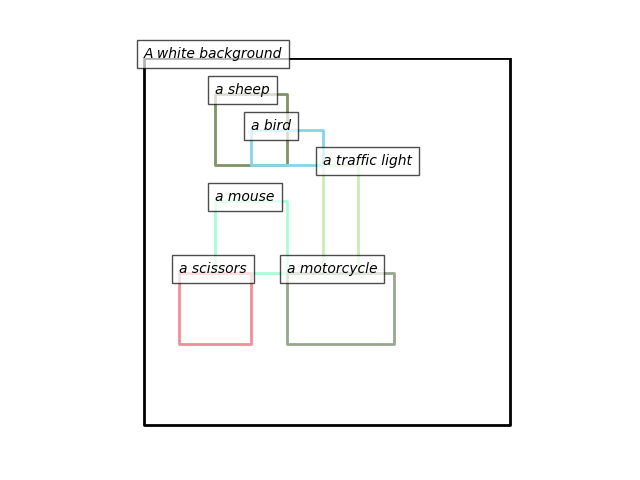 A white background
a sheep
a bird
a traffic light
a mouse
a scissors
a motorcycle